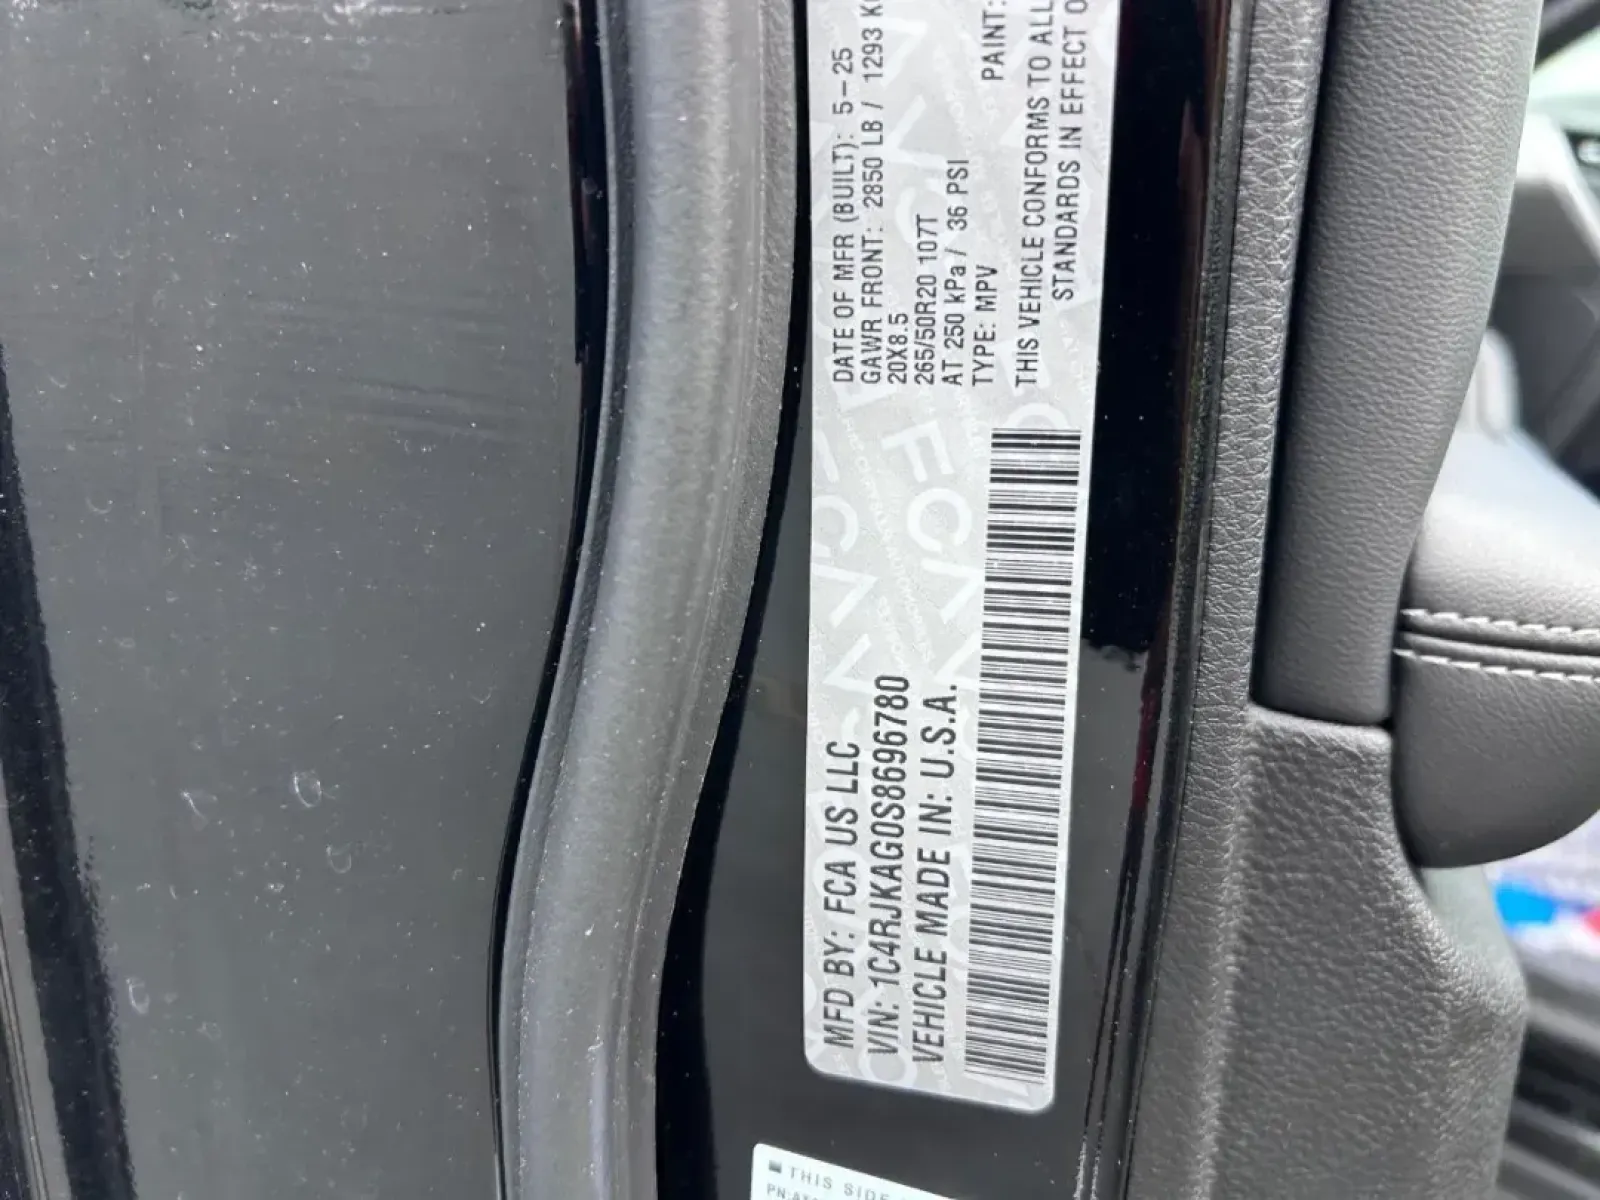 MFD BY: FCA US LLC
VIN: 1C4RJKAG0S8696780
VEHICLE MADE IN: U.S.A.
DATE OF MFR (BUILT): 5-25
GAWR FRONT: 2850 LB / 1293 K
20X8.5
265/50R20 107T
AT 250 kPa / 36 PSI
TYPE: MPV
PAINT:
THIS VEHICLE CONFORMS TO ALL
STANDARDS IN EFFECT O
FCA
THIS SIDE